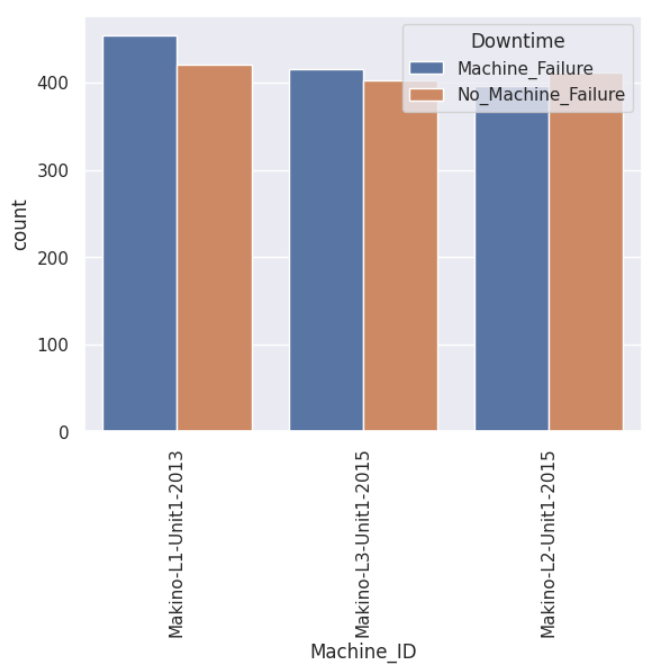 Downtime
Machine_Failure
No_Machine_Failure
400
300
200
100
0
count
Makino-L1-Unit1-2013
Makino-L3-Unit1-2015
Makino-L2-Unit1-2015
Machine_ID